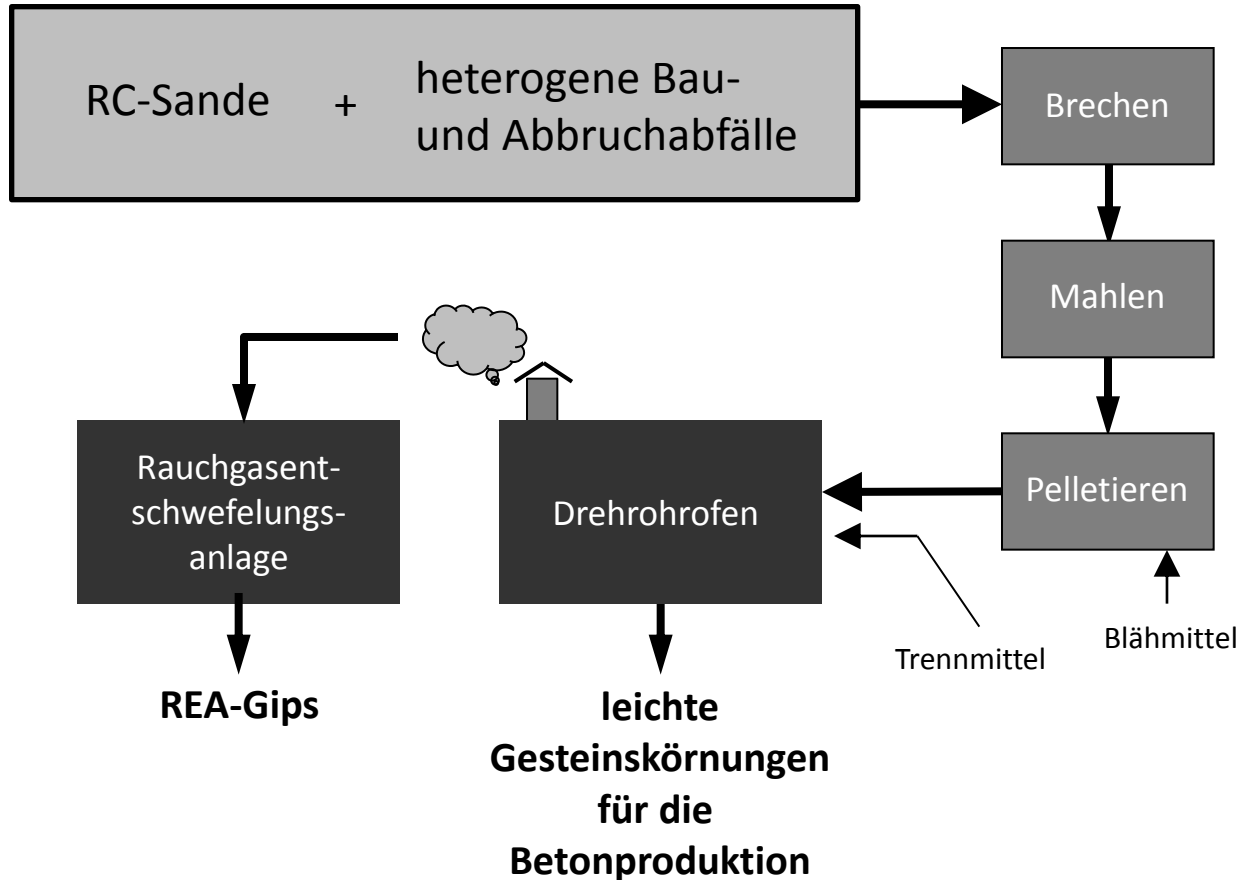 RC-Sande + heterogene Bau-
und Abbruchabfälle
Brechen
Mahlen
Pelletieren
Blähmittel
Trennmittel
Drehrohrofen
Rauchgasent-
schwefelungs-
anlage
REA-Gips
leichte
Gesteinskörnungen
für die
Betonproduktion